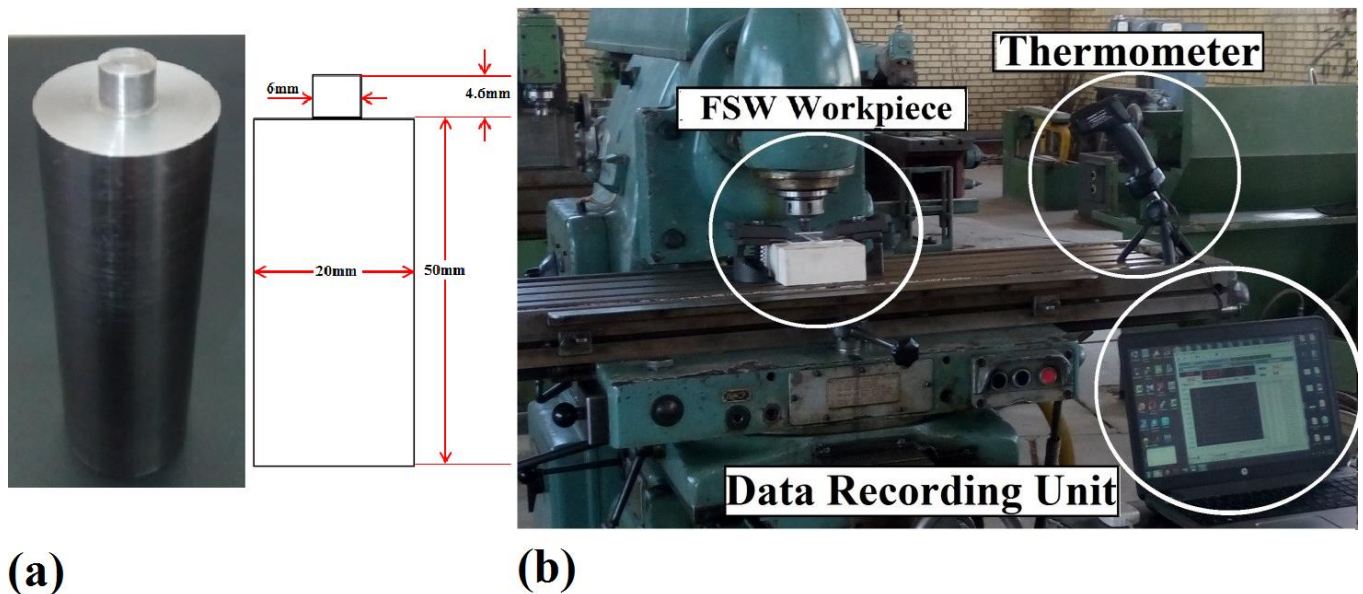 6mm
4.6mm
20mm
50mm
(a)
FSW Workpiece
Thermometer
Data Recording Unit
(b)